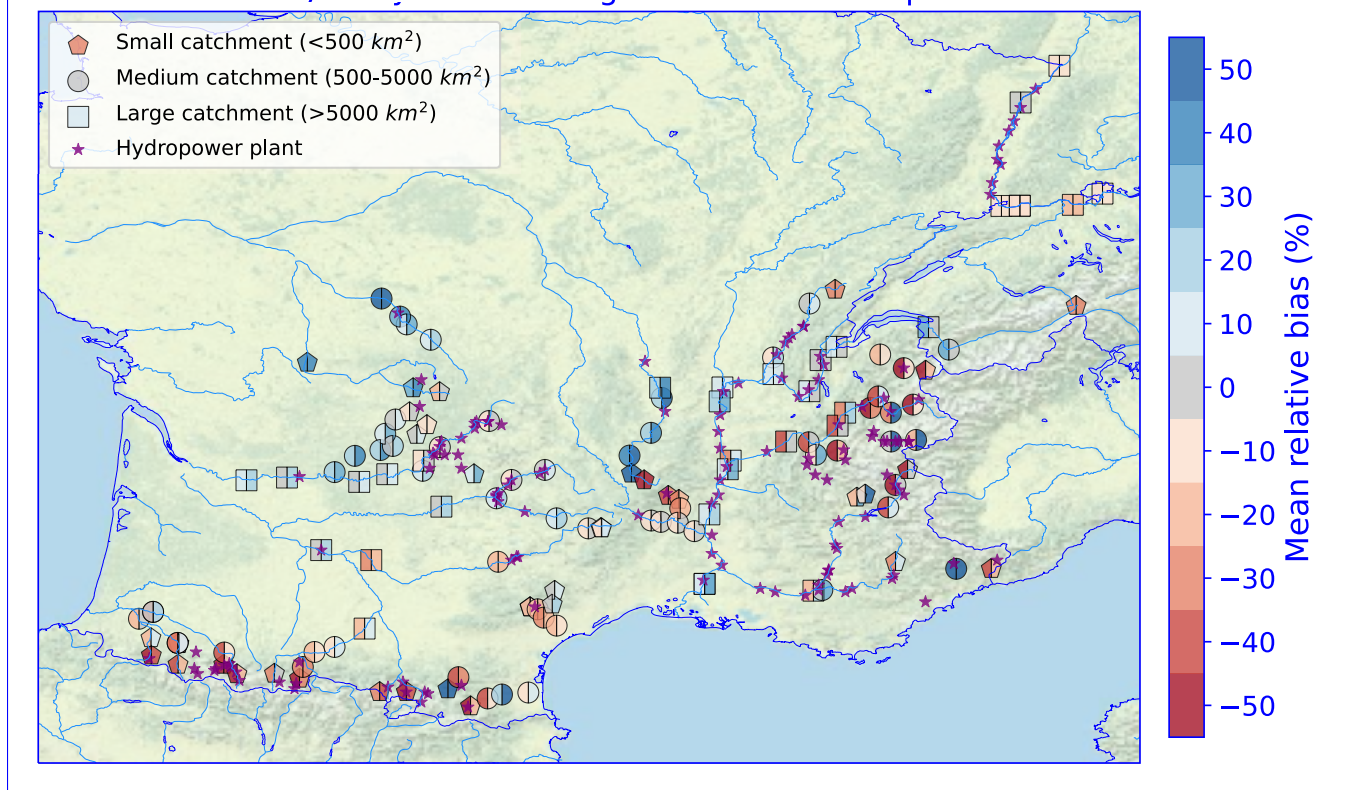 Small catchment (<500 km²)
Medium catchment (500-5000 km²)
Large catchment (>5000 km²)
Hydropower plant
50
40
30
20
10
0
−10
−20
−30
−40
−50
Mean relative bias (%)